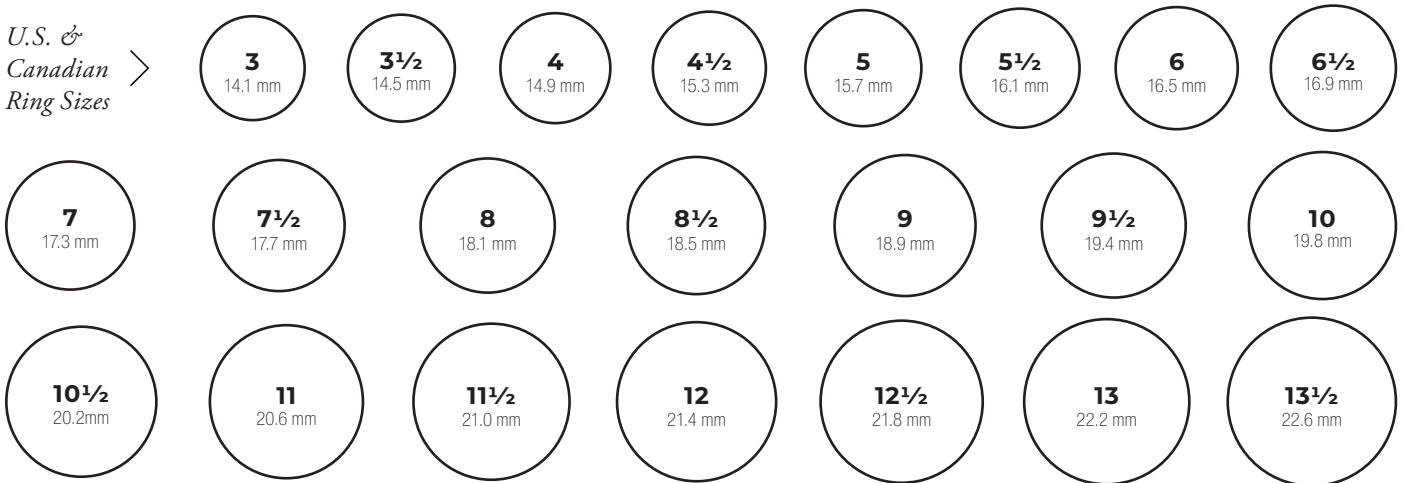 U.S. &
Canadian
Ring Sizes
3
14.1 mm
3½
14.5 mm
4
14.9 mm
4½
15.3 mm
5
15.7 mm
5½
16.1 mm
6
16.5 mm
6½
16.9 mm
7
17.3 mm
7½
17.7 mm
8
18.1 mm
8½
18.5 mm
9
18.9 mm
9½
19.4 mm
10
19.8 mm
10½
20.2mm
11
20.6 mm
11½
21.0 mm
12
21.4 mm
12½
21.8 mm
13
22.2 mm
13½
22.6 mm